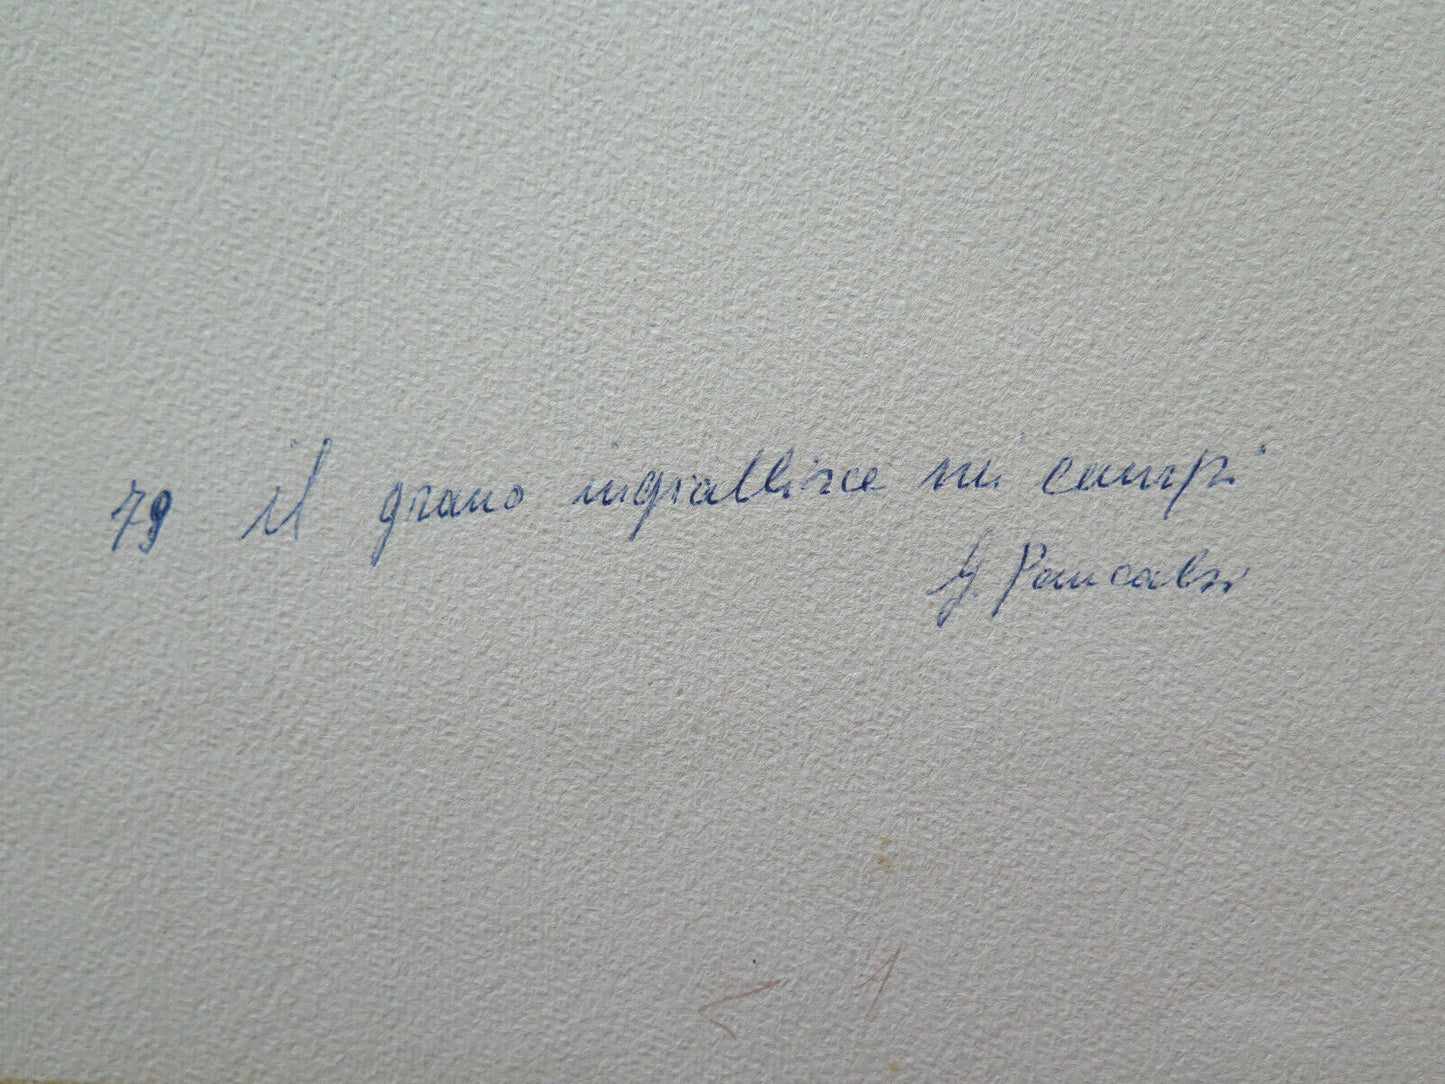 79 il grano ingiallisce nei campi
G. Pancaldi